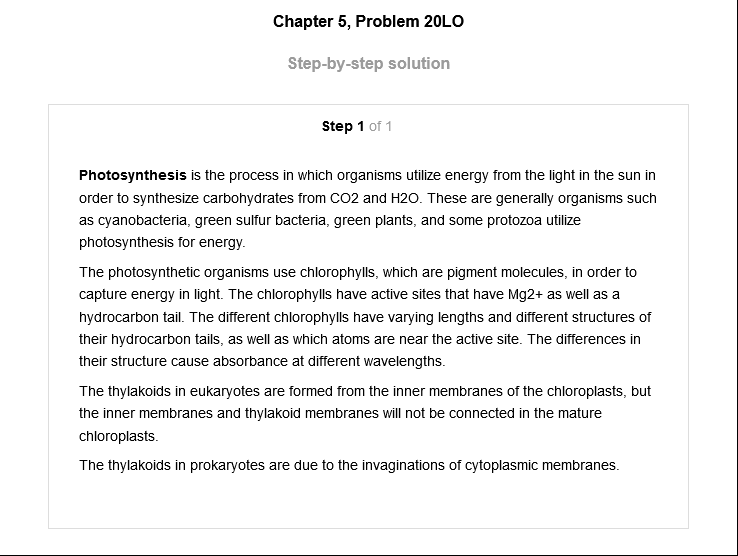 Chapter 5, Problem 20LO
Step-by-step solution
Step 1 of 1
Photosynthesis is the process in which organisms utilize energy from the light in the sun in
order to synthesize carbohydrates from CO2 and H2O. These are generally organisms such
as cyanobacteria, green sulfur bacteria, green plants, and some protozoa utilize
photosynthesis for energy.
The photosynthetic organisms use chlorophylls, which are pigment molecules, in order to
capture energy in light. The chlorophylls have active sites that have Mg2+ as well as a
hydrocarbon tail. The different chlorophylls have varying lengths and different structures of
their hydrocarbon tails, as well as which atoms are near the active site. The differences in
their structure cause absorbance at different wavelengths.
The thylakoids in eukaryotes are formed from the inner membranes of the chloroplasts, but
the inner membranes and thylakoid membranes will not be connected in the mature
chloroplasts.
The thylakoids in prokaryotes are due to the invaginations of cytoplasmic membranes.